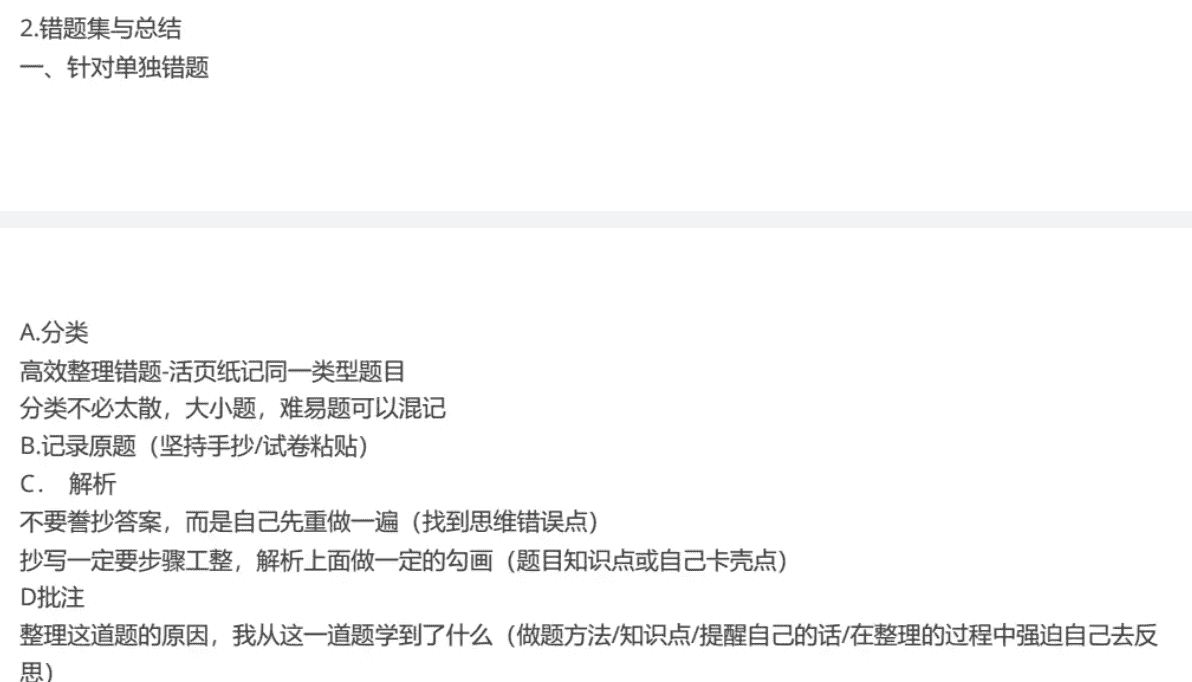 2.错题集与总结
一、针对单独错题
A.分类
高效整理错题-活页纸记同一类型题目
分类不必太散，大小题，难易题可以混记
B.记录原题（坚持手抄/试卷粘贴）
C． 解析
不要誊抄答案，而是自己先重做一遍（找到思维错误点）
抄写一定要步骤工整，解析上面做一定的勾画（题目知识点或自己卡壳点）
D批注
整理这道题的原因，我从这一道题学到了什么（做题方法/知识点/提醒自己的话/在整理的过程中强迫自己去反
思）